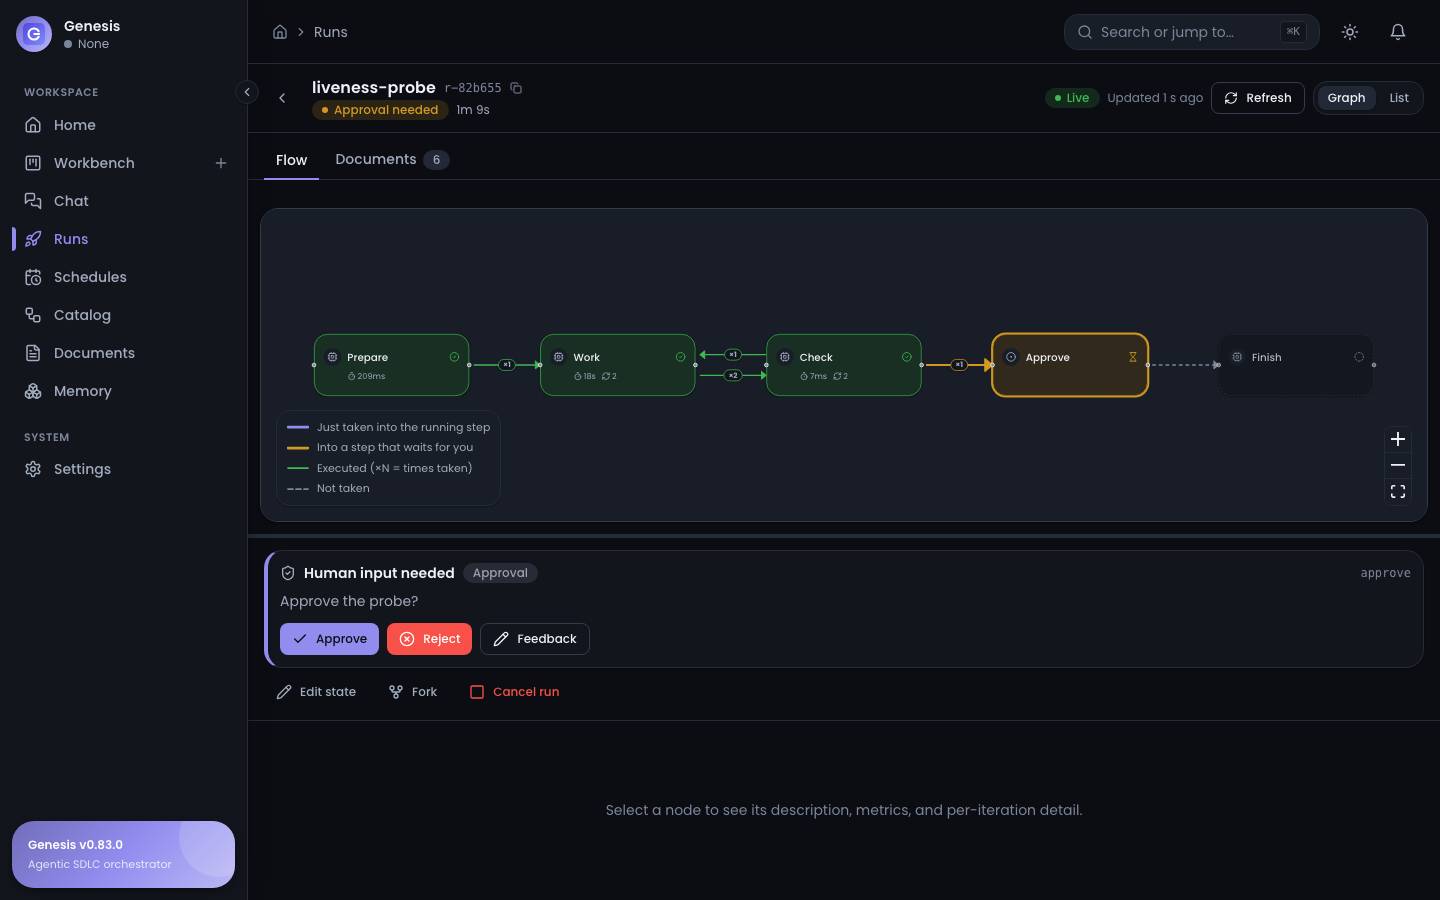 Genesis
None
WORKSPACE
Home
Workbench
Chat
Runs
Schedules
Catalog
Documents
Memory
SYSTEM
Settings
Genesis v0.83.0
Agentic SDLC orchestrator
Runs
Search or jump to...
⌘K
liveness-probe r-82b655
Approval needed 1m 9s
Live Updated 1 s ago Refresh Graph List
Flow Documents 6
Prepare
209ms
×1
Work
18s 2
×1
×2
Check
7ms 2
×1
Approve
Finish
Just taken into the running step
Into a step that waits for you
Executed (×N = times taken)
Not taken
Human input needed Approval approve
Approve the probe?
Approve Reject Feedback
Edit state Fork Cancel run
Select a node to see its description, metrics, and per-iteration detail.